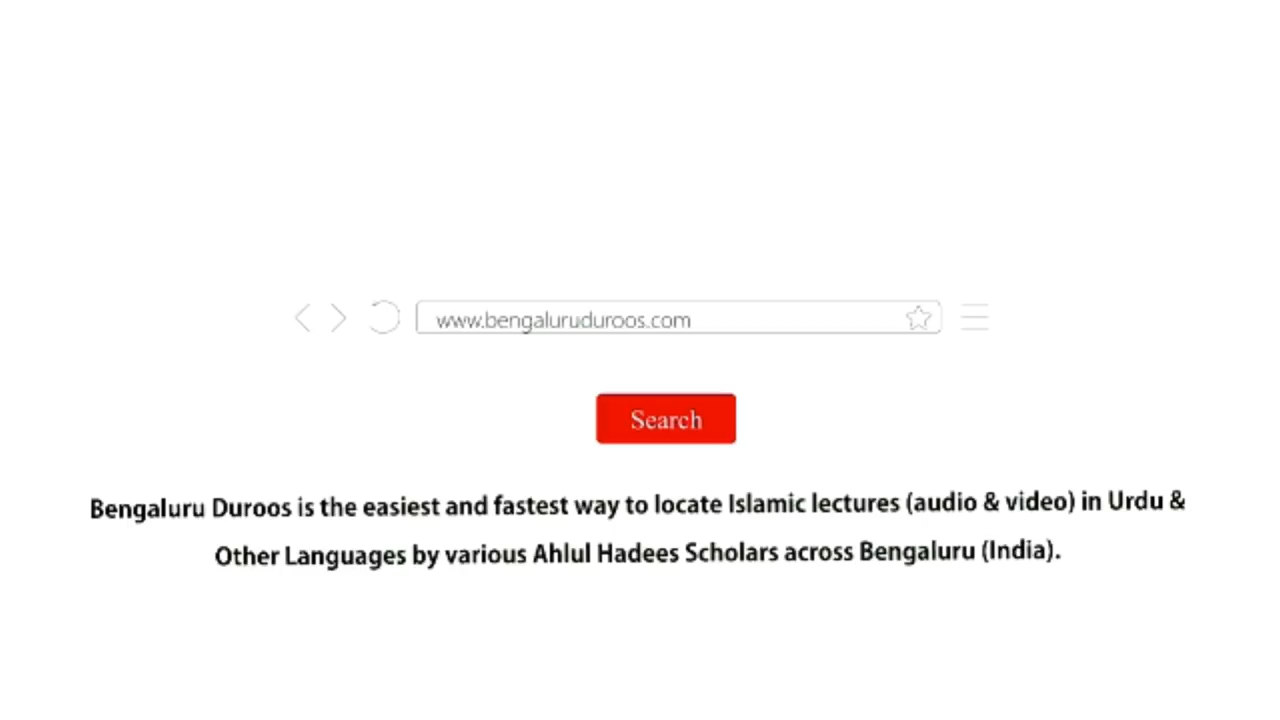 www.bengaluruduroos.com
Search
Bengaluru Duroos is the easiest and fastest way to locate Islamic lectures (audio & video) in Urdu &
Other Languages by various Ahlul Hadees Scholars across Bengaluru (India).